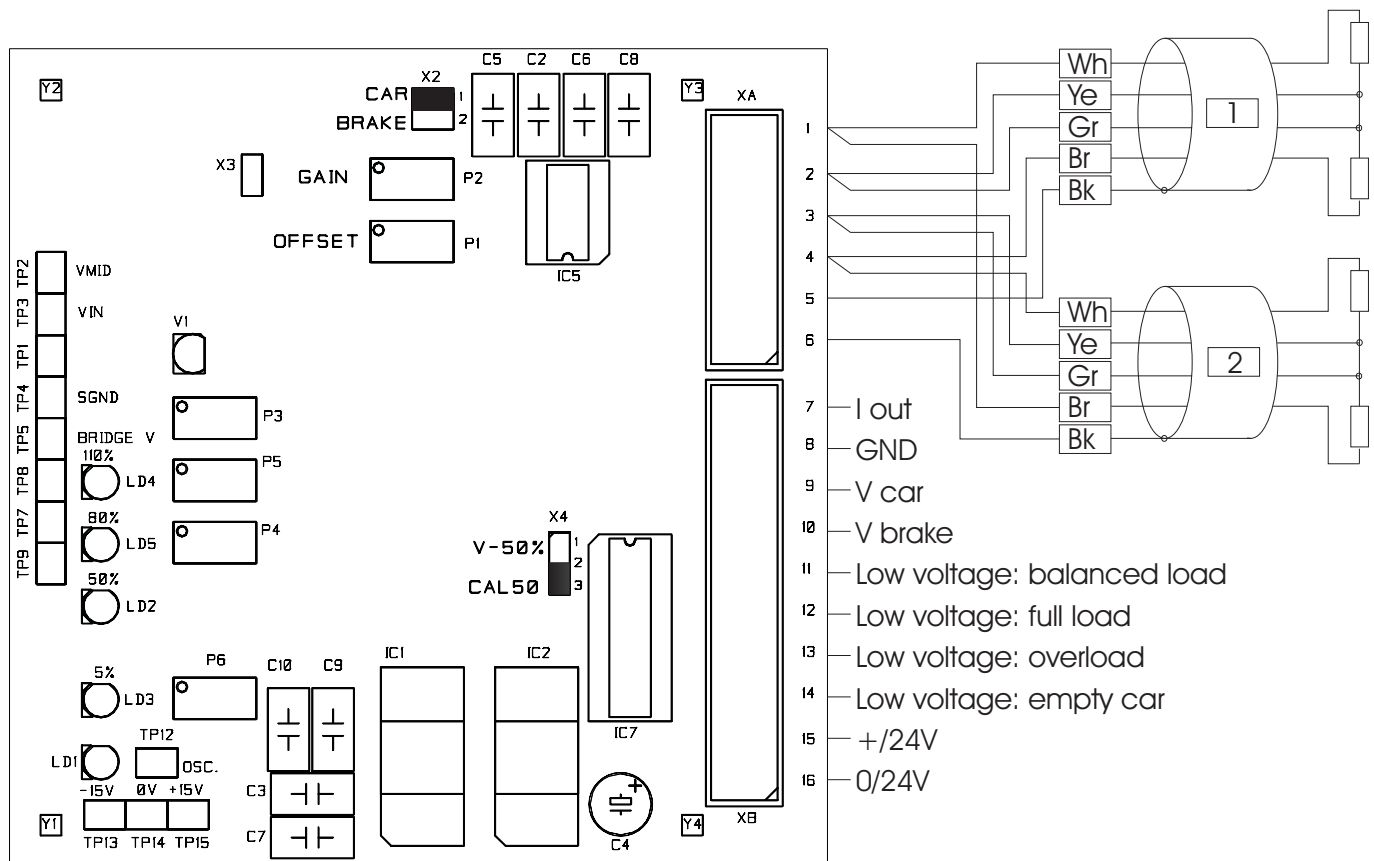 Y2
CAR
BRAKE
X2
1
2
C5
C2
C6
C8
Y3
XA
X3
GAIN
P2
OFFSET
P1
IC5
TP2
VMID
TP3
VIN
TP1
TP4
SGND
TP5
BRIDGE V
TP8
TP7
TP9
V1
P3
110%
LD4
P5
80%
LD5
P4
50%
LD2
X4
V-50%
CAL50
1
2
3
5%
LD3
P6
C10
C9
IC1
IC2
IC7
LD1
TP12
OSC.
-15V
0V
+15V
C3
C7
C4
+
Y1
TP13
TP14
TP15
Y4
XB
1
2
3
4
5
6
7
I out
8
GND
9
V car
10
V brake
11
Low voltage: balanced load
12
Low voltage: full load
13
Low voltage: overload
14
Low voltage: empty car
15
+/24V
16
0/24V
Wh
Ye
Gr
Br
Bk
1
Wh
Ye
Gr
Br
Bk
2